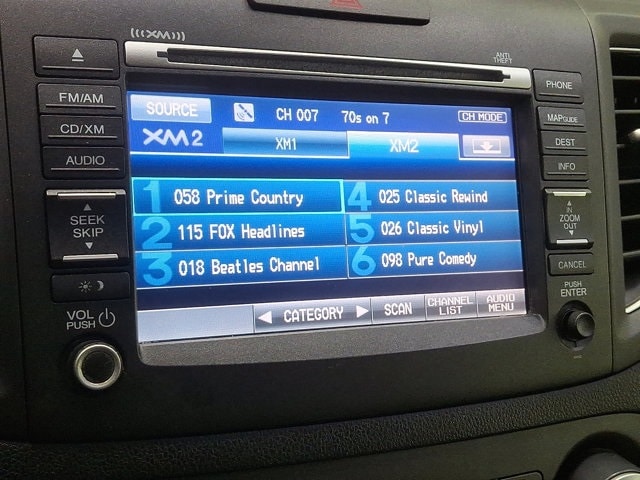 (((XM)))
ANTI THEFT
FM/AM
CD/XM
AUDIO
SEEK
SKIP
VOL
PUSH
PHONE
MAP GUIDE
DEST
INFO
IN
ZOOM
OUT
CANCEL
PUSH
ENTER
SOURCE
CH 007
70s on 7
CH MODE
XM2
XM1
XM2
1 058 Prime Country
4 025 Classic Rewind
2 115 FOX Headlines
5 026 Classic Vinyl
3 018 Beatles Channel
6 098 Pure Comedy
CATEGORY
SCAN
CHANNEL LIST
AUDIO MENU